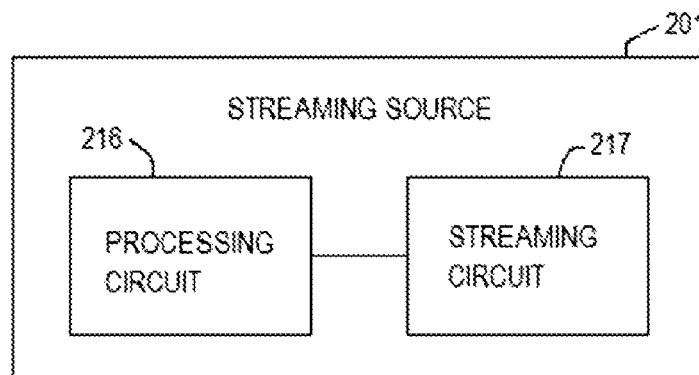 201
STREAMING SOURCE
216
217
PROCESSING
CIRCUIT
STREAMING
CIRCUIT